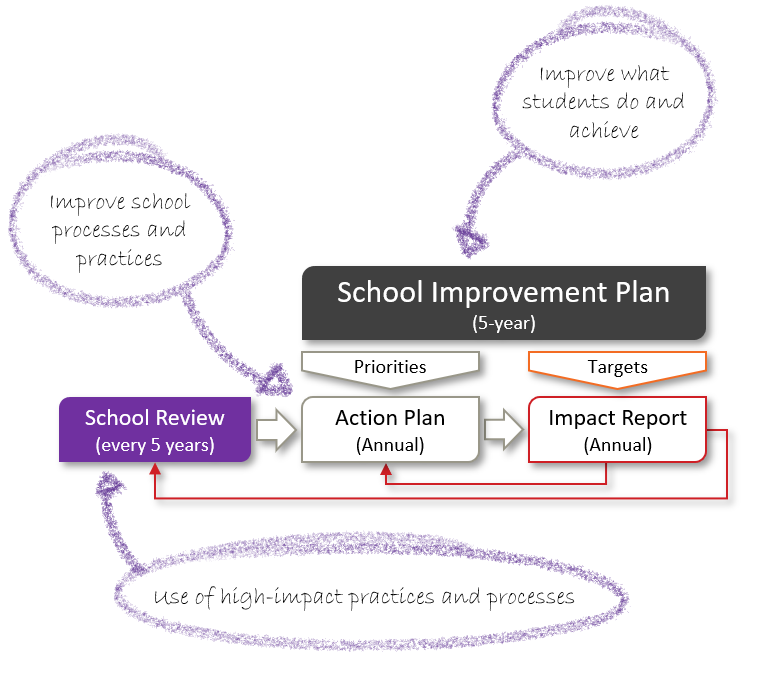 Improve what
students do and
achieve
Improve school
processes and
practices
School Improvement Plan
(5-year)
Priorities
Targets
School Review
(every 5 years)
Action Plan
(Annual)
Impact Report
(Annual)
Use of high-impact practices and processes